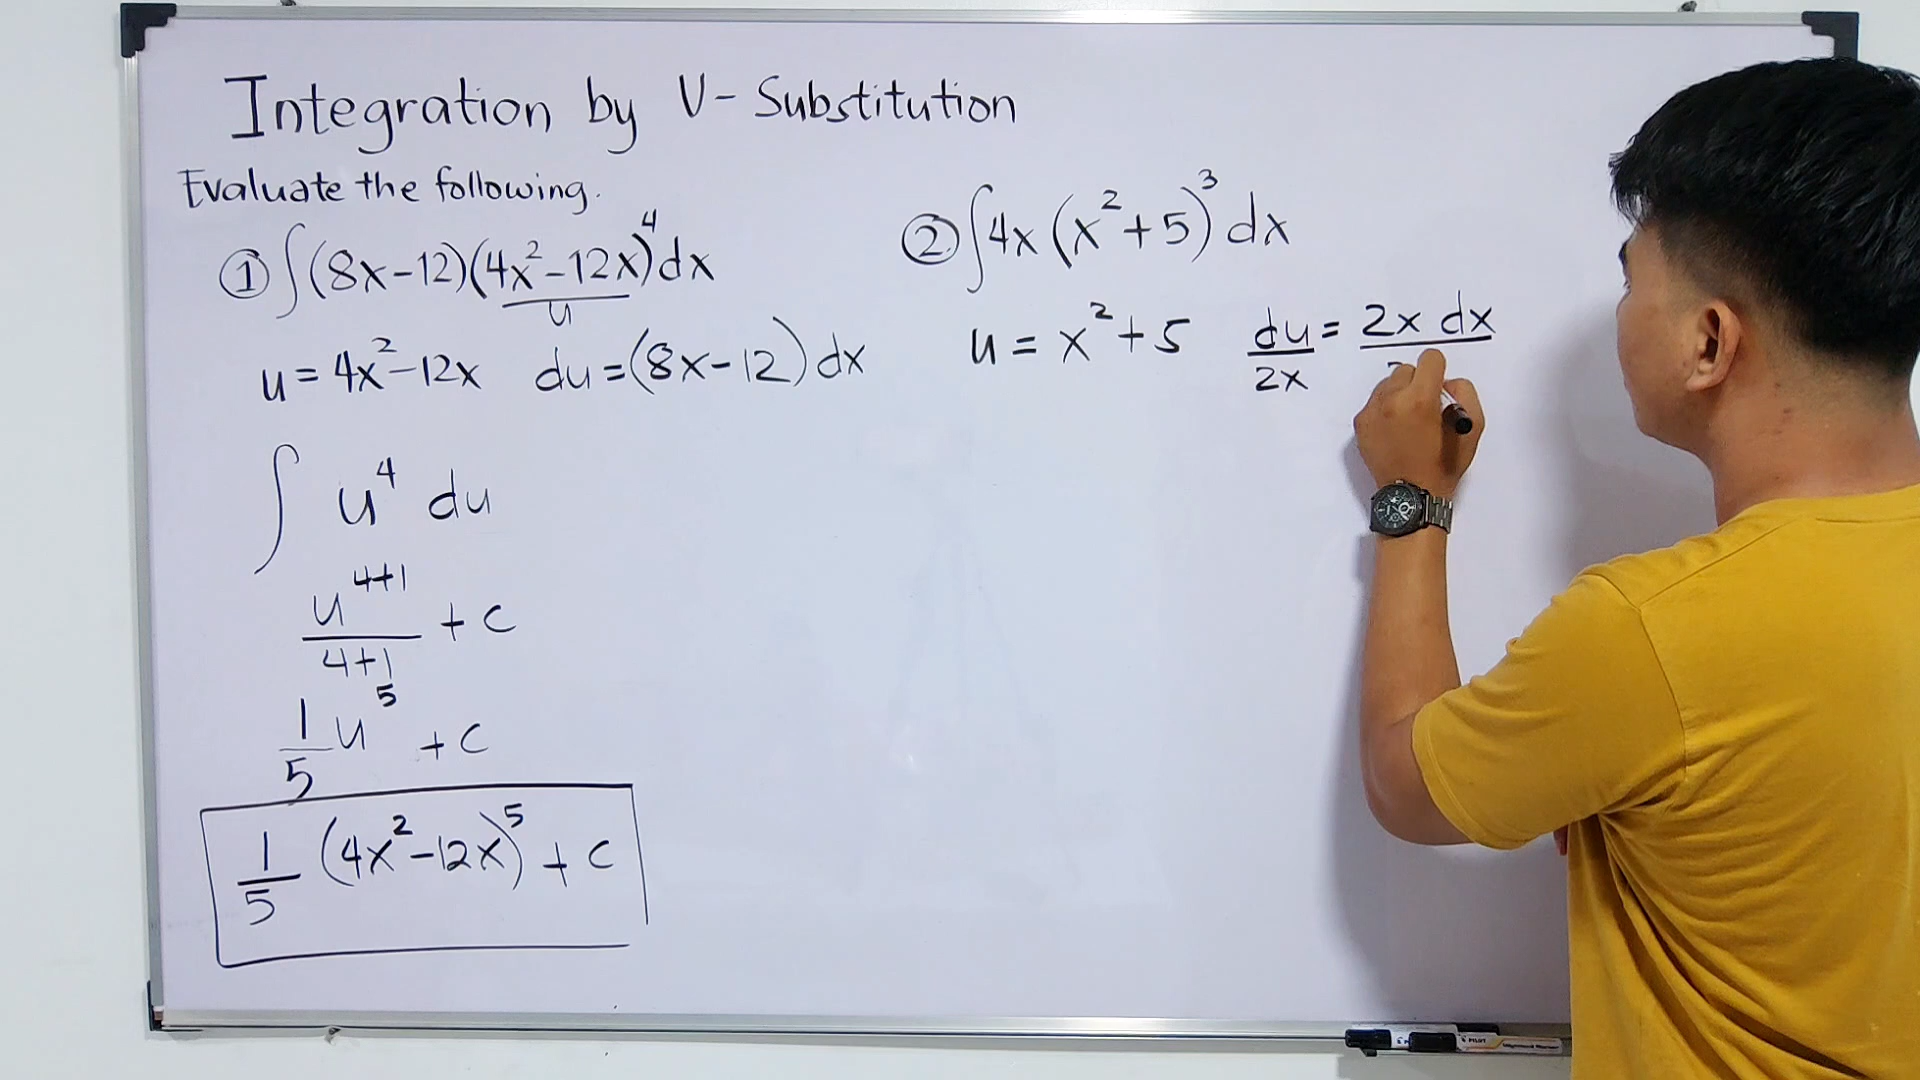 Integration by U-Substitution
Evaluate the following.
① ∫(8x-12)(4x²-12x)⁴dx
u
u = 4x²-12x du = (8x-12)dx
∫ u⁴ du
u⁴⁺¹/4+1 + c
1/5 u⁵ + c
1/5 (4x²-12x)⁵ + c
② ∫4x(x²+5)³ dx
u = x²+5 du/2x = 2x dx
PILOT